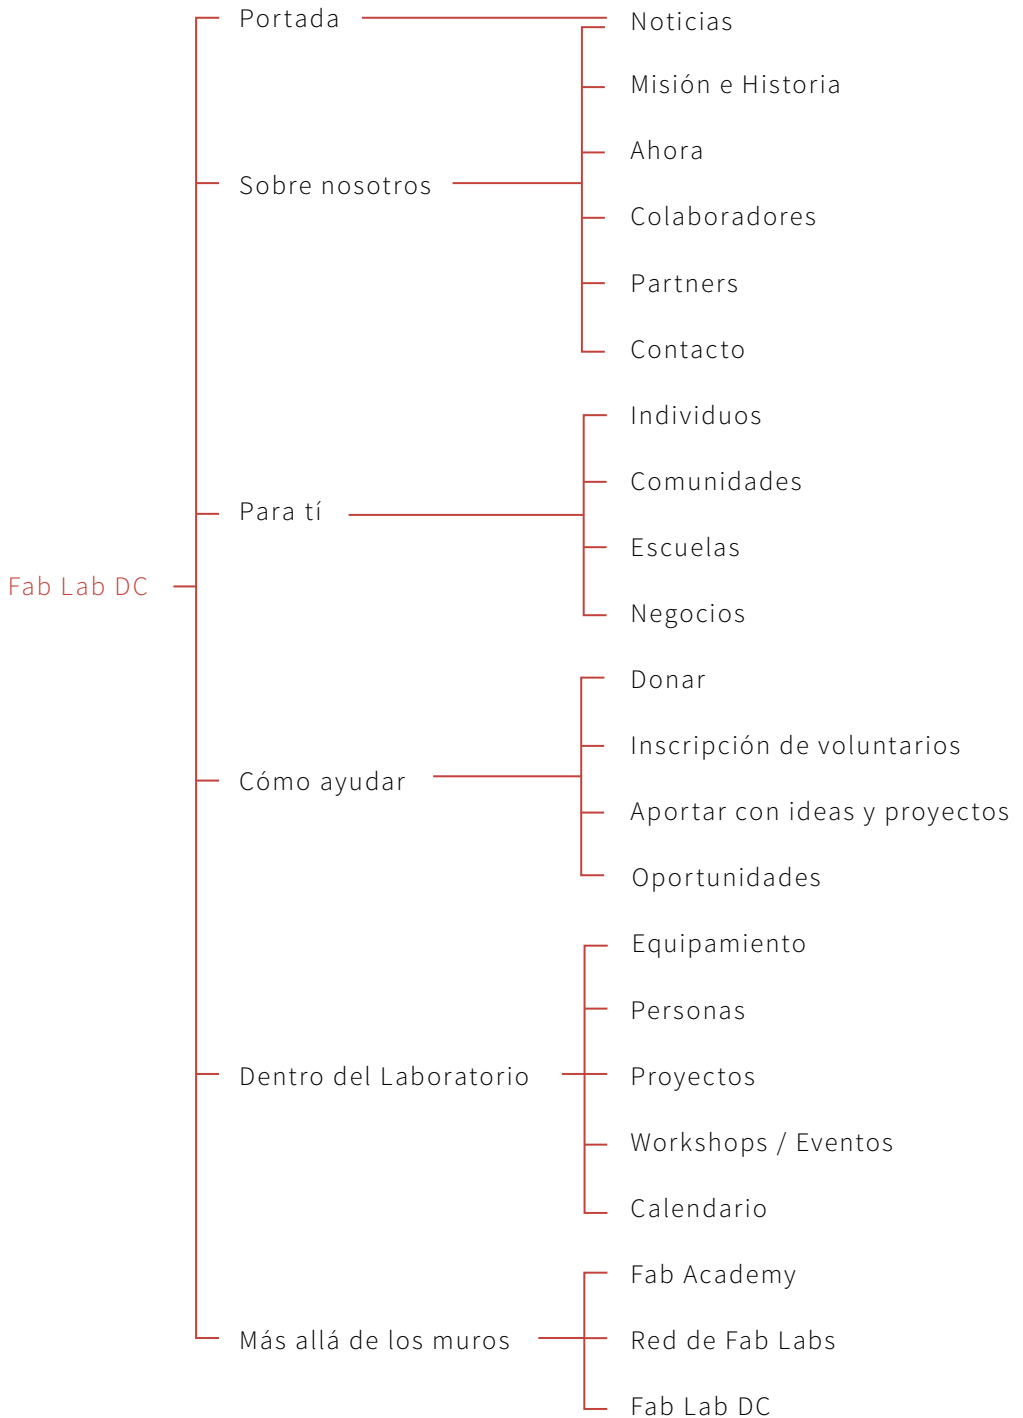 Fab Lab DC
Portada
Noticias
Sobre nosotros
Misión e Historia
Ahora
Colaboradores
Partners
Contacto
Para tí
Individuos
Comunidades
Escuelas
Negocios
Cómo ayudar
Donar
Inscripción de voluntarios
Aportar con ideas y proyectos
Oportunidades
Dentro del Laboratorio
Equipamiento
Personas
Proyectos
Workshops / Eventos
Calendario
Más allá de los muros
Fab Academy
Red de Fab Labs
Fab Lab DC